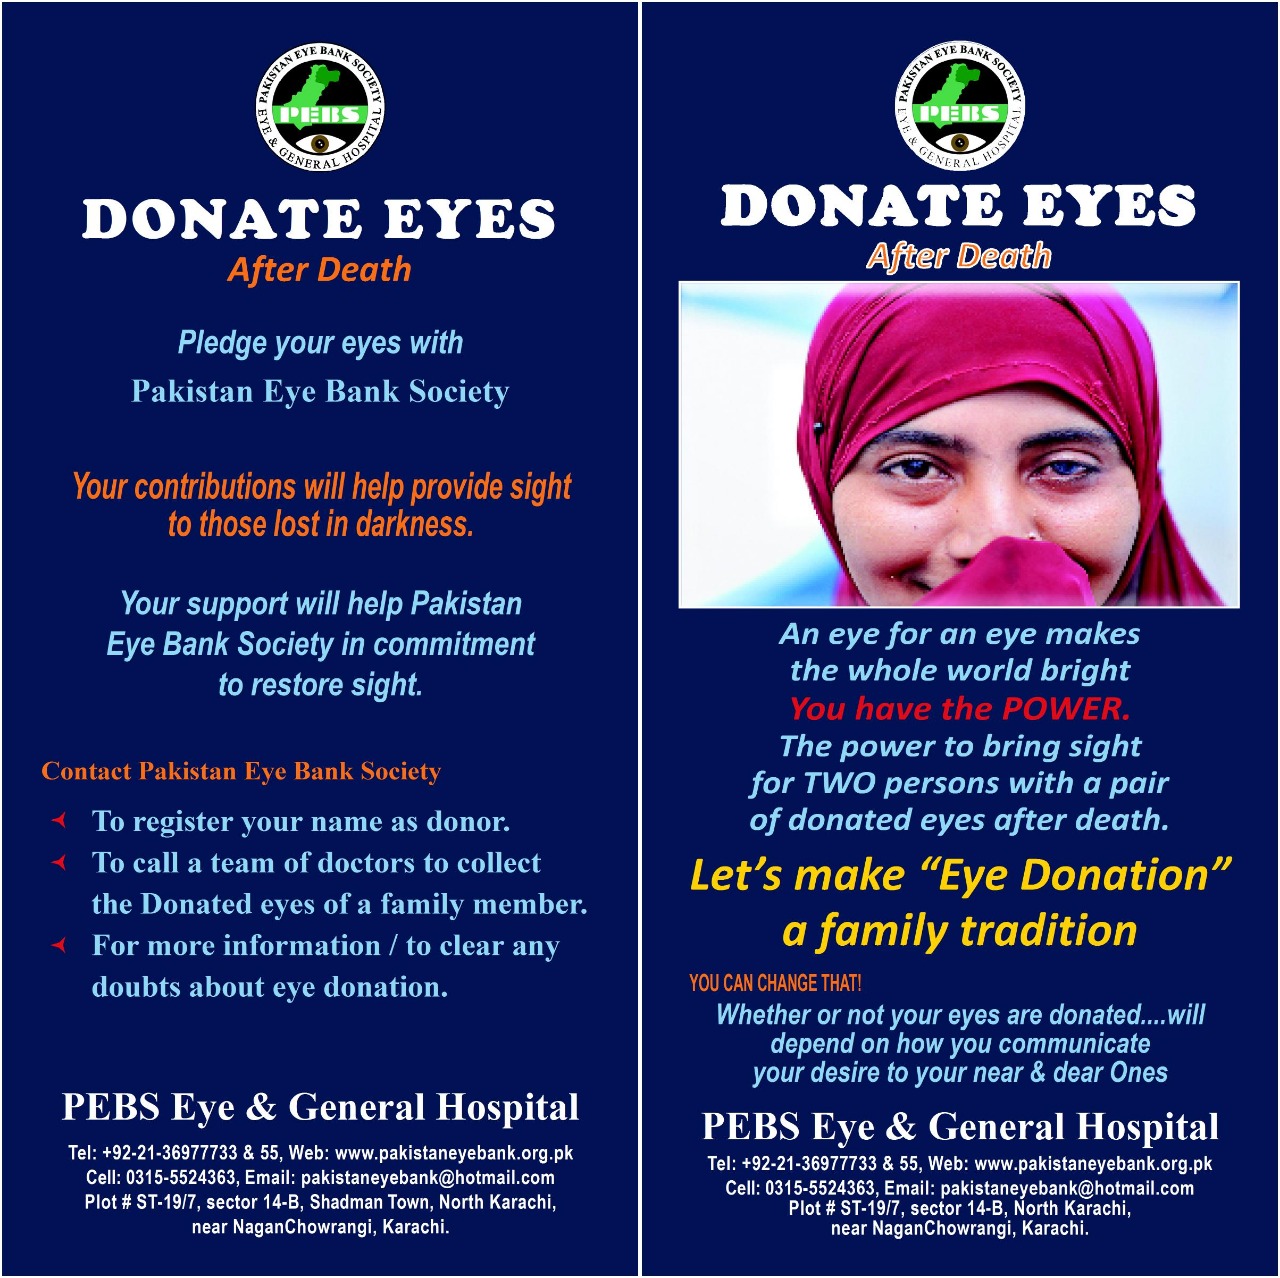 PAKISTAN EYE BANK SOCIETY
PEBS
EYE & GENERAL HOSPITAL
DONATE EYES
After Death
Pledge your eyes with
Pakistan Eye Bank Society
Your contributions will help provide sight
to those lost in darkness.
Your support will help Pakistan
Eye Bank Society in commitment
to restore sight.
Contact Pakistan Eye Bank Society
To register your name as donor.
To call a team of doctors to collect
the Donated eyes of a family member.
For more information / to clear any
doubts about eye donation.
PEBS Eye & General Hospital
Tel: +92-21-36977733 & 55, Web: www.pakistaneyebank.org.pk
Cell: 0315-5524363, Email: pakistaneyebank@hotmail.com
Plot # ST-19/7, sector 14-B, Shadman Town, North Karachi,
near NaganChowrangi, Karachi.
PAKISTAN EYE BANK SOCIETY
PEBS
EYE & GENERAL HOSPITAL
DONATE EYES
After Death
An eye for an eye makes
the whole world bright
You have the POWER.
The power to bring sight
for TWO persons with a pair
of donated eyes after death.
Let's make “Eye Donation”
a family tradition
YOU CAN CHANGE THAT!
Whether or not your eyes are donated....will
depend on how you communicate
your desire to your near & dear Ones
PEBS Eye & General Hospital
Tel: +92-21-36977733 & 55, Web: www.pakistaneyebank.org.pk
Cell: 0315-5524363, Email: pakistaneyebank@hotmail.com
Plot # ST-19/7, sector 14-B, North Karachi,
near NaganChowrangi, Karachi.